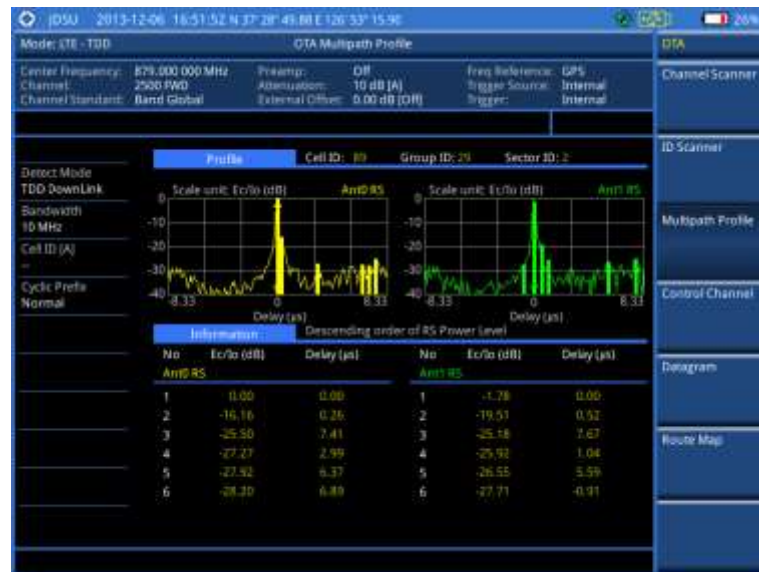 JDSU 2013-12-06 16:51:52 N 37° 28' 49.88 E 126° 53' 15.90 26%
Mode: LTE - TDD OTA Multipath Profile OTA
Center Frequency: 879.000 000 MHz Preamp: Off Freq Reference: GPS
Channel: 2500 FWD Attenuation: 10 dB [A] Trigger Source: Internal
Channel Standard: Band Global External Offset: 0.00 dB [Off] Trigger: Internal
Channel Scanner
ID Scanner
Multipath Profile
Control Channel
Datagram
Route Map
Detect Mode
TDD DownLink
Bandwidth
10 MHz
Cell ID [A]
--
Cyclic Prefix
Normal
Profile Cell ID: 89 Group ID: 29 Sector ID: 2
Scale unit: Ec/Io (dB) Ant0 RS Scale unit: Ec/Io (dB) Ant1 RS
0 0
-10 -10
-20 -20
-30 -30
-40 -40
-8.33 0 8.33 -8.33 0 8.33
Delay (µs) Delay (µs)
Information Descending order of RS Power Level
No Ec/Io (dB) Delay (µs) No Ec/Io (dB) Delay (µs)
Ant0 RS Ant1 RS
1 0.00 0.00 1 -1.78 0.00
2 -16.16 0.26 2 -19.51 0.52
3 -25.50 7.41 3 -25.18 7.67
4 -27.27 2.99 4 -25.92 1.04
5 -27.92 6.37 5 -26.55 5.59
6 -28.20 6.89 6 -27.71 -0.91